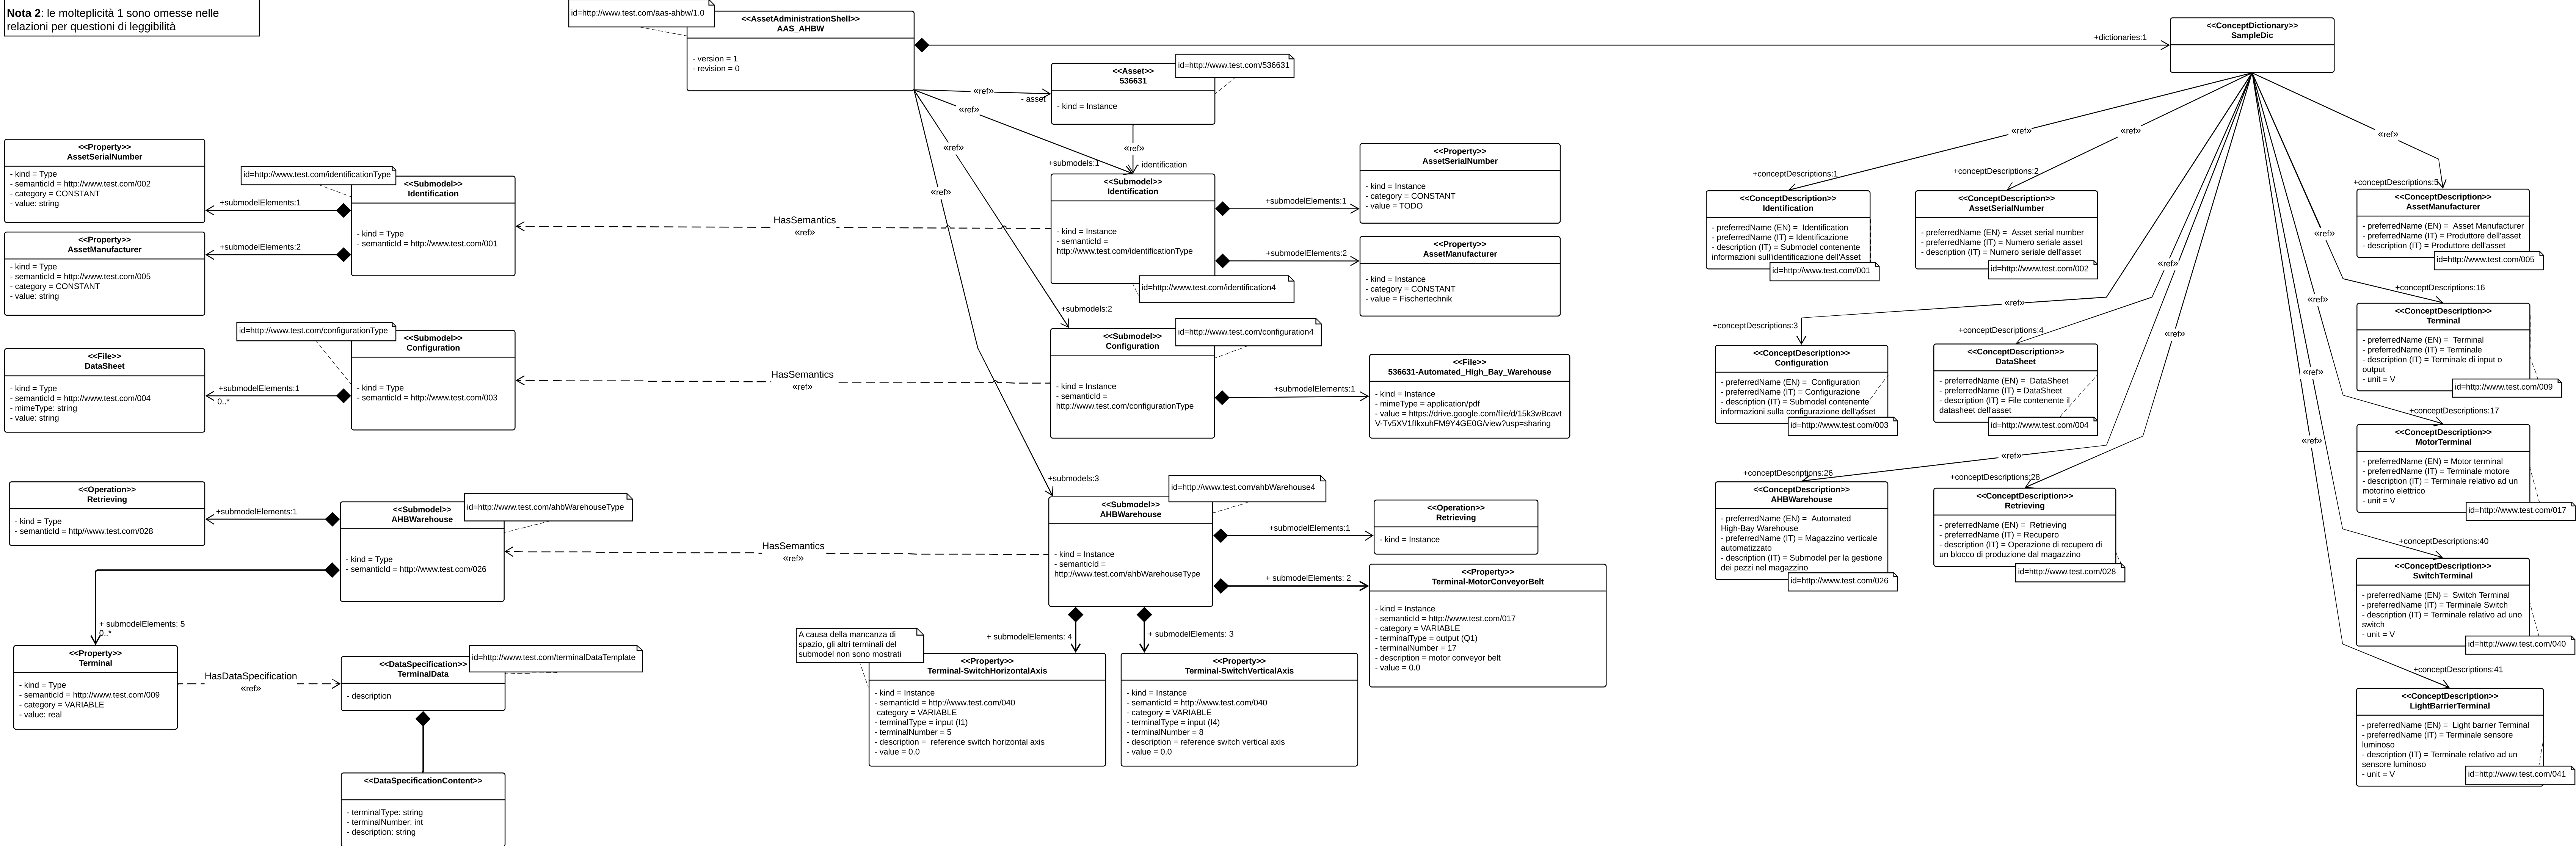 Nota 2: le molteplicità 1 sono omesse nelle
relazioni per questioni di leggibilità
id=http://www.test.com/aas-ahbw/1.0
<<AssetAdministrationShell>>
AAS_AHBW
- version = 1
- revision = 0
+dictionaries:1
<<ConceptDictionary>>
SampleDic
<<Asset>>
536631
- kind = Instance
id=http://www.test.com/536631
«ref»
- asset
«ref»
«ref»
«ref»
«ref»
+submodels:1
- identification
<<Property>>
AssetSerialNumber
- kind = Type
- semanticId = http://www.test.com/002
- category = CONSTANT
- value: string
+submodelElements:1
id=http://www.test.com/identificationType
<<Submodel>>
Identification
- kind = Type
- semanticId = http://www.test.com/001
<<Property>>
AssetManufacturer
- kind = Type
- semanticId = http://www.test.com/005
- category = CONSTANT
- value: string
+submodelElements:2
HasSemantics
«ref»
<<Submodel>>
Identification
- kind = Instance
- semanticId =
http://www.test.com/identificationType
id=http://www.test.com/identification4
+submodelElements:1
<<Property>>
AssetSerialNumber
- kind = Instance
- category = CONSTANT
- value = TODO
+submodelElements:2
<<Property>>
AssetManufacturer
- kind = Instance
- category = CONSTANT
- value = Fischertechnik
<<File>>
DataSheet
- kind = Type
- semanticId = http://www.test.com/004
- mimeType: string
- value: string
+submodelElements:1
0..*
id=http://www.test.com/configurationType
<<Submodel>>
Configuration
- kind = Type
- semanticId = http://www.test.com/003
HasSemantics
«ref»
+submodels:2
<<Submodel>>
Configuration
- kind = Instance
- semanticId =
http://www.test.com/configurationType
id=http://www.test.com/configuration4
+submodelElements:1
<<File>>
536631-Automated_High_Bay_Warehouse
- kind = Instance
- mimeType = application/pdf
- value = https://drive.google.com/file/d/15k3wBcavt
V-Tv5XV1fIkxuhFM9Y4GE0G/view?usp=sharing
<<Operation>>
Retrieving
- kind = Type
- semanticId = http//www.test.com/028
+submodelElements:1
<<Submodel>>
AHBWarehouse
- kind = Type
- semanticId = http://www.test.com/026
id=http://www.test.com/ahbWarehouseType
HasSemantics
«ref»
+submodels:3
<<Submodel>>
AHBWarehouse
- kind = Instance
- semanticId =
http://www.test.com/ahbWarehouseType
id=http://www.test.com/ahbWarehouse4
+submodelElements:1
<<Operation>>
Retrieving
- kind = Instance
+ submodelElements: 2
<<Property>>
Terminal-MotorConveyorBelt
- kind = Instance
- semanticId = http://www.test.com/017
- category = VARIABLE
- terminalType = output (Q1)
- terminalNumber = 17
- description = motor conveyor belt
- value = 0.0
+ submodelElements: 4
+ submodelElements: 3
A causa della mancanza di
spazio, gli altri terminali del
submodel non sono mostrati
<<Property>>
Terminal-SwitchHorizontalAxis
- kind = Instance
- semanticId = http://www.test.com/040
category = VARIABLE
- terminalType = input (I1)
- terminalNumber = 5
- description =  reference switch horizontal axis
- value = 0.0
<<Property>>
Terminal-SwitchVerticalAxis
- kind = Instance
- semanticId = http://www.test.com/040
- category = VARIABLE
- terminalType = input (I4)
- terminalNumber = 8
- description = reference switch vertical axis
- value = 0.0
+ submodelElements: 5
0..*
<<Property>>
Terminal
- kind = Type
- semanticId = http://www.test.com/009
- category = VARIABLE
- value: real
HasDataSpecification
«ref»
<<DataSpecification>>
TerminalData
- description
id=http://www.test.com/terminalDataTemplate
<<DataSpecificationContent>>
- terminalType: string
- terminalNumber: int
- description: string
«ref»
+conceptDescriptions:1
<<ConceptDescription>>
Identification
- preferredName (EN) =  Identification
- preferredName (IT) = Identificazione
- description (IT) = Submodel contenente
informazioni sull'identificazione dell'Asset
id=http://www.test.com/001
«ref»
+conceptDescriptions:2
<<ConceptDescription>>
AssetSerialNumber
- preferredName (EN) =  Asset serial number
- preferredName (IT) = Numero seriale asset
- description (IT) = Numero seriale dell'asset
id=http://www.test.com/002
«ref»
+conceptDescriptions:3
<<ConceptDescription>>
Configuration
- preferredName (EN) =  Configuration
- preferredName (IT) = Configurazione
- description (IT) = Submodel contenente
informazioni sulla configurazione dell'asset
id=http://www.test.com/003
«ref»
+conceptDescriptions:4
<<ConceptDescription>>
DataSheet
- preferredName (EN) =  DataSheet
- preferredName (IT) = DataSheet
- description (IT) = File contenente il
datasheet dell'asset
id=http://www.test.com/004
«ref»
+conceptDescriptions:26
<<ConceptDescription>>
AHBWarehouse
- preferredName (EN) =  Automated
High-Bay Warehouse
- preferredName (IT) = Magazzino verticale
automatizzato
- description (IT) = Submodel per la gestione
dei pezzi nel magazzino
id=http://www.test.com/026
«ref»
+conceptDescriptions:28
<<ConceptDescription>>
Retrieving
- preferredName (EN) =  Retrieving
- preferredName (IT) = Recupero
- description (IT) = Operazione di recupero di
un blocco di produzione dal magazzino
id=http://www.test.com/028
«ref»
+conceptDescriptions:5
<<ConceptDescription>>
AssetManufacturer
- preferredName (EN) =  Asset Manufacturer
- preferredName (IT) = Produttore dell'asset
- description (IT) = Produttore dell'asset
id=http://www.test.com/005
«ref»
+conceptDescriptions:16
<<ConceptDescription>>
Terminal
- preferredName (EN) =  Terminal
- preferredName (IT) = Terminale
- description (IT) = Terminale di input o
output
- unit = V
id=http://www.test.com/009
«ref»
+conceptDescriptions:17
<<ConceptDescription>>
MotorTerminal
- preferredName (EN) = Motor terminal
- preferredName (IT) = Terminale motore
- description (IT) = Terminale relativo ad un
motorino elettrico
- unit = V
id=http://www.test.com/017
«ref»
+conceptDescriptions:40
<<ConceptDescription>>
SwitchTerminal
- preferredName (EN) =  Switch Terminal
- preferredName (IT) = Terminale Switch
- description (IT) = Terminale relativo ad uno
switch
- unit = V
id=http://www.test.com/040
«ref»
+conceptDescriptions:41
<<ConceptDescription>>
LightBarrierTerminal
- preferredName (EN) =  Light barrier Terminal
- preferredName (IT) = Terminale sensore
luminoso
- description (IT) = Terminale relativo ad un
sensore luminoso
- unit = V
id=http://www.test.com/041